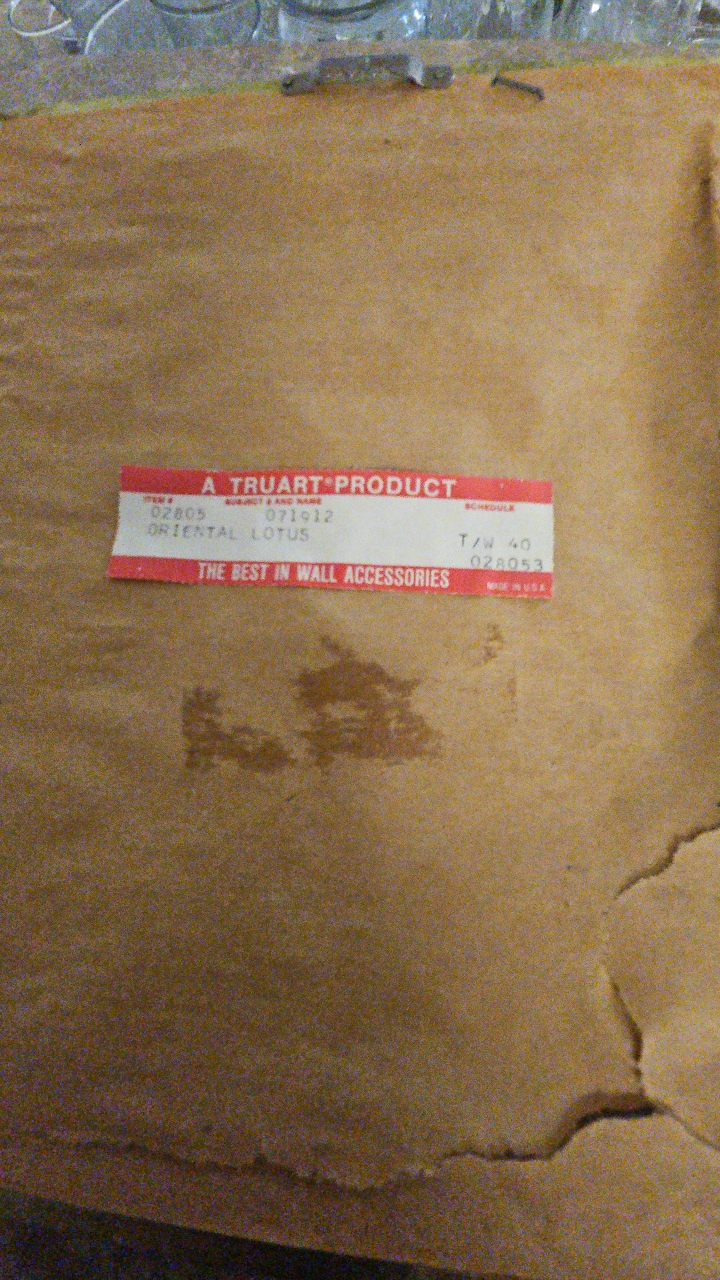 A TRUART® PRODUCT
ITEM # SUBJECT # AND NAME SCHEDULE
02805 071912
ORIENTAL LOTUS T/W 40
028053
THE BEST IN WALL ACCESSORIES MADE IN U.S.A.